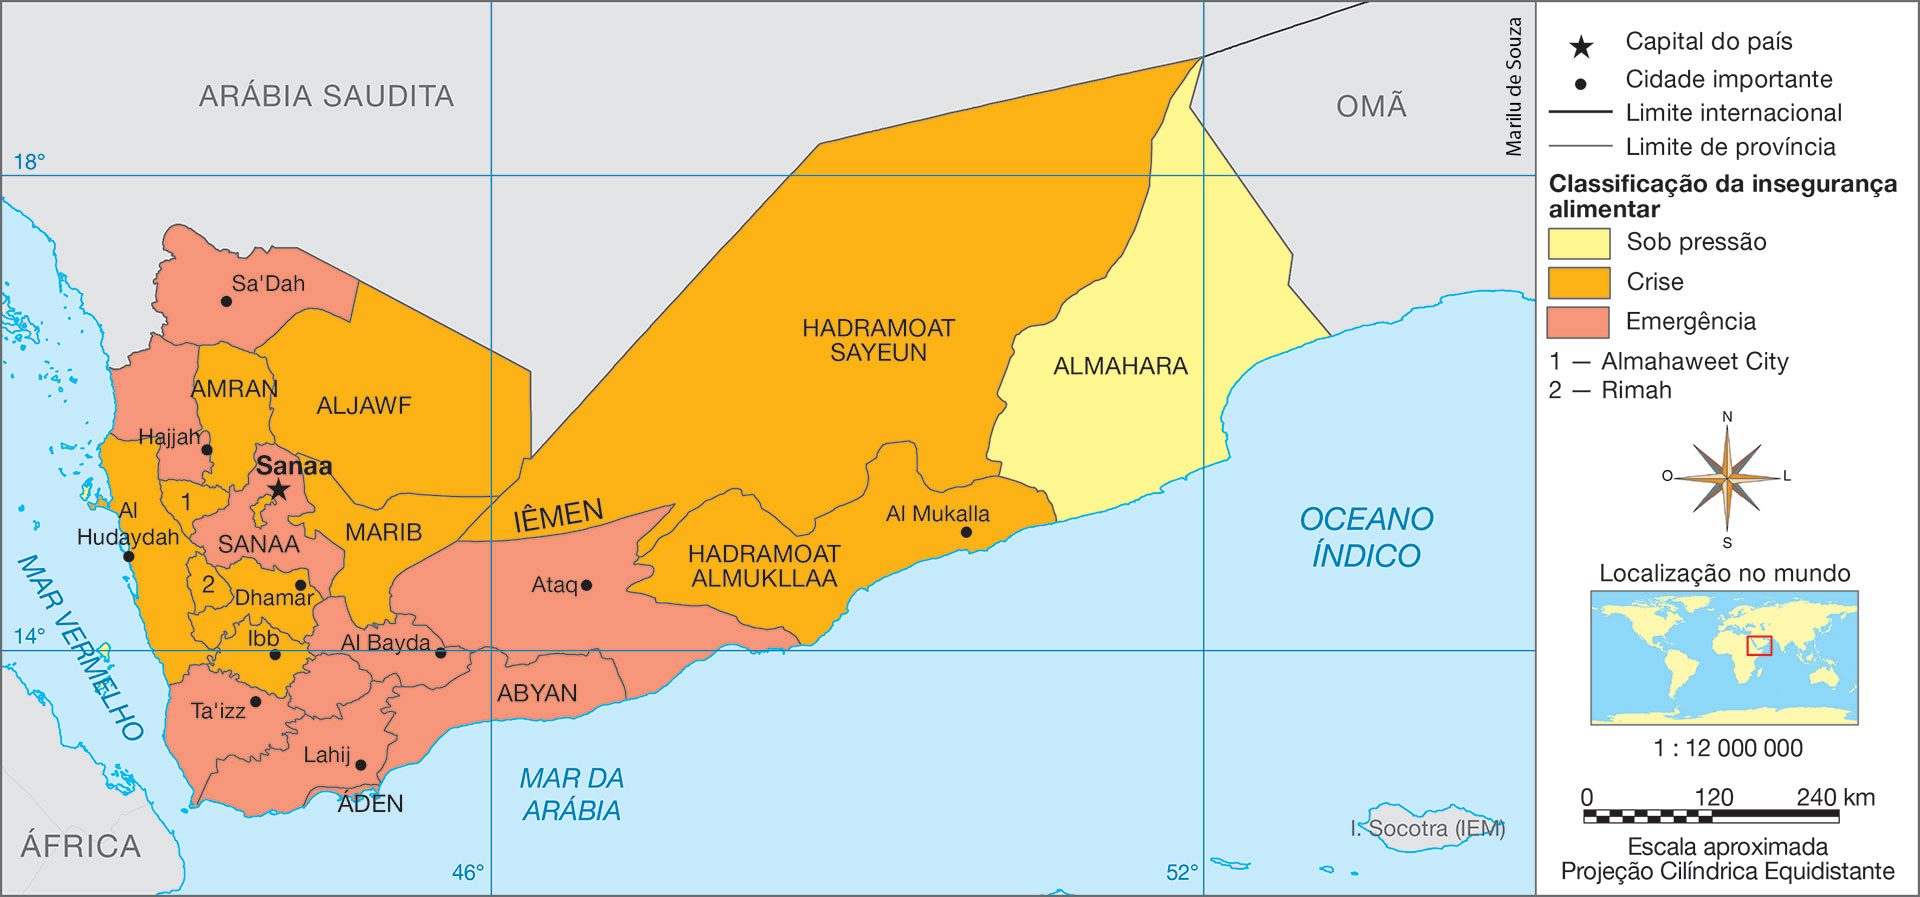 ARÁBIA SAUDITA
OMÃ
Marilu de Souza
18°
Sa'Dah
HADRAMOAT
SAYEUN
ALMAHARA
AMRAN
ALJAWF
Hajjah
Sanaa
1
Al
Hudaydah
SANAA
MARIB
IÊMEN
Al Mukalla
HADRAMOAT
ALMUKLLAA
OCEANO
ÍNDICO
MAR VERMELHO
2
Dhamar
Ataq
14°
Ibb
Al Bayda
ABYAN
Ta'izz
Lahij
ÁDEN
MAR DA
ARÁBIA
ÁFRICA
I. Socotra (IEM)
46°
52°
Capital do país
Cidade importante
Limite internacional
Limite de província
Classificação da insegurança
alimentar
Sob pressão
Crise
Emergência
1 — Almahaweet City
2 — Rimah
N
O
L
S
Localização no mundo
1 : 12 000 000
0 120 240 km
Escala aproximada
Projeção Cilíndrica Equidistante